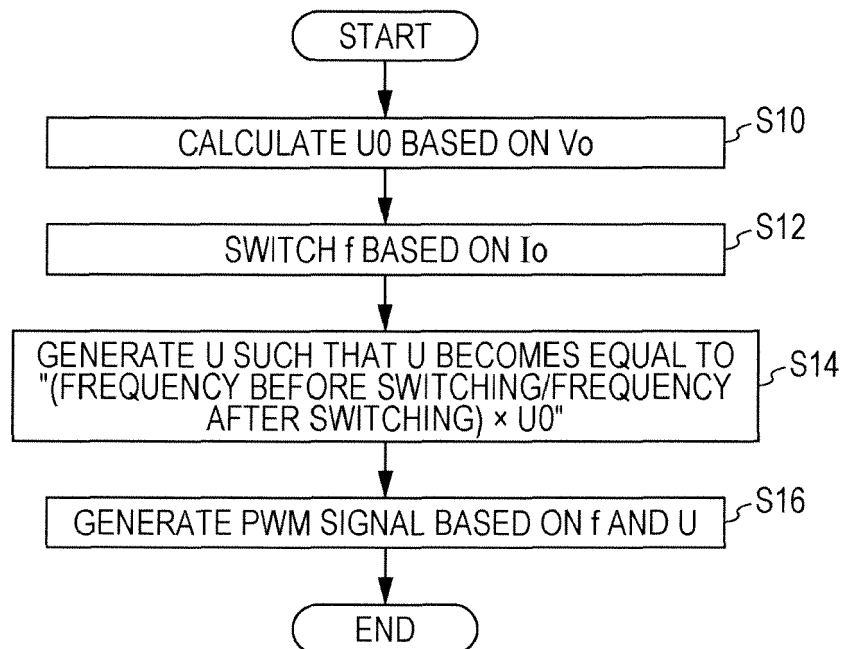 START
CALCULATE U0 BASED ON Vo
S10
SWITCH f BASED ON Io
S12
GENERATE U SUCH THAT U BECOMES EQUAL TO
"(FREQUENCY BEFORE SWITCHING/FREQUENCY
AFTER SWITCHING) × U0"
S14
GENERATE PWM SIGNAL BASED ON f AND U
S16
END